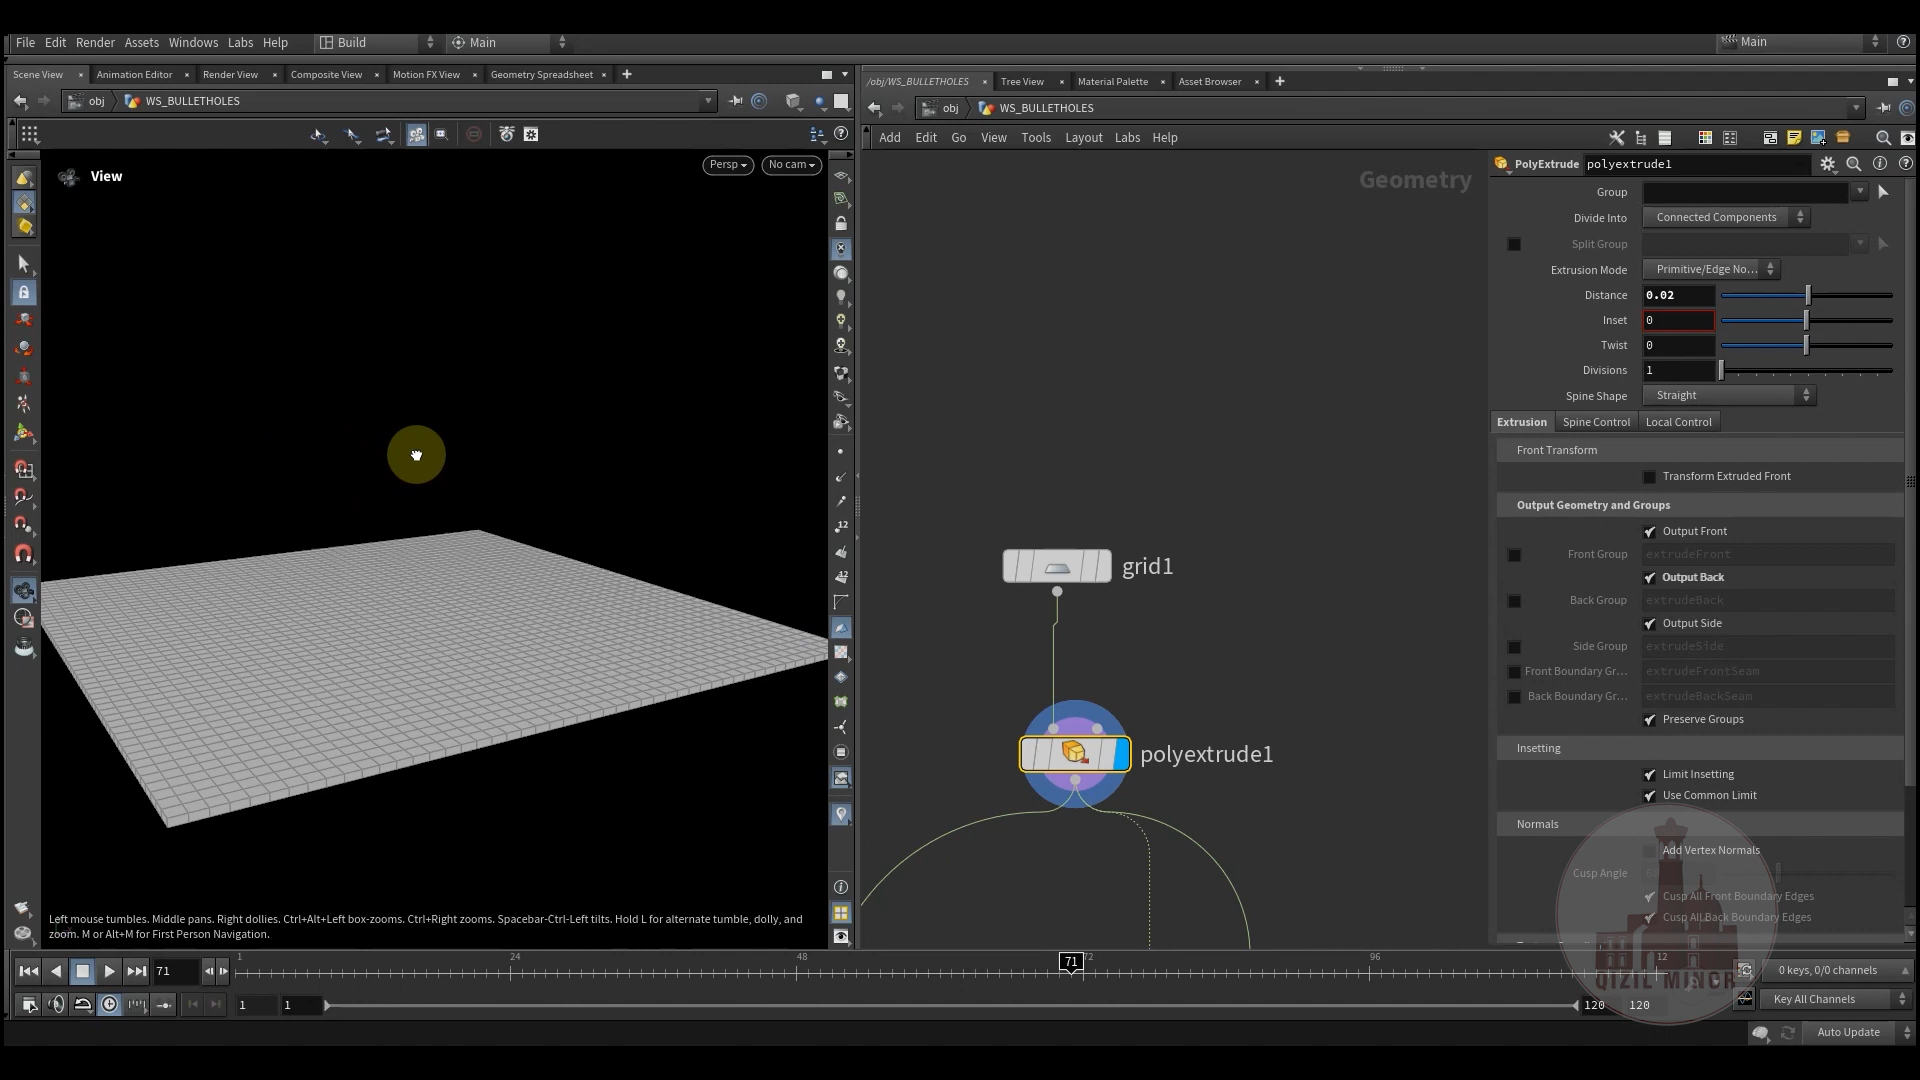 File Edit Render Assets Windows Labs Help Build Main Main
Scene View Animation Editor Render View Composite View Motion FX View Geometry Spreadsheet
obj WS_BULLETHOLES
/obj/WS_BULLETHOLES Tree View Material Palette Asset Browser
obj WS_BULLETHOLES
Add Edit Go View Tools Layout Labs Help
View
Persp No cam
Geometry
grid1
polyextrude1
PolyExtrude polyextrude1
Group
Divide Into Connected Components
Split Group
Extrusion Mode Primitive/Edge No...
Distance 0.02
Inset 0
Twist 0
Divisions 1
Spine Shape Straight
Extrusion Spine Control Local Control
Front Transform
Transform Extruded Front
Output Geometry and Groups
Output Front
Front Group extrudeFront
Output Back
Back Group extrudeBack
Output Side
Side Group extrudeSide
Front Boundary Gr... extrudeFrontSeam
Back Boundary Gr... extrudeBackSeam
Preserve Groups
Insetting
Limit Insetting
Use Common Limit
Normals
Add Vertex Normals
Cusp Angle
Cusp All Front Boundary Edges
Cusp All Back Boundary Edges
QIZIL MINOR
Left mouse tumbles. Middle pans. Right dollies. Ctrl+Alt+Left box-zooms. Ctrl+Right zooms. Spacebar-Ctrl-Left tilts. Hold L for alternate tumble, dolly, and
zoom. M or Alt+M for First Person Navigation.
71 1 24 48 71 72 96 12
0 keys, 0/0 channels
1 1 120 120
Key All Channels
Auto Update